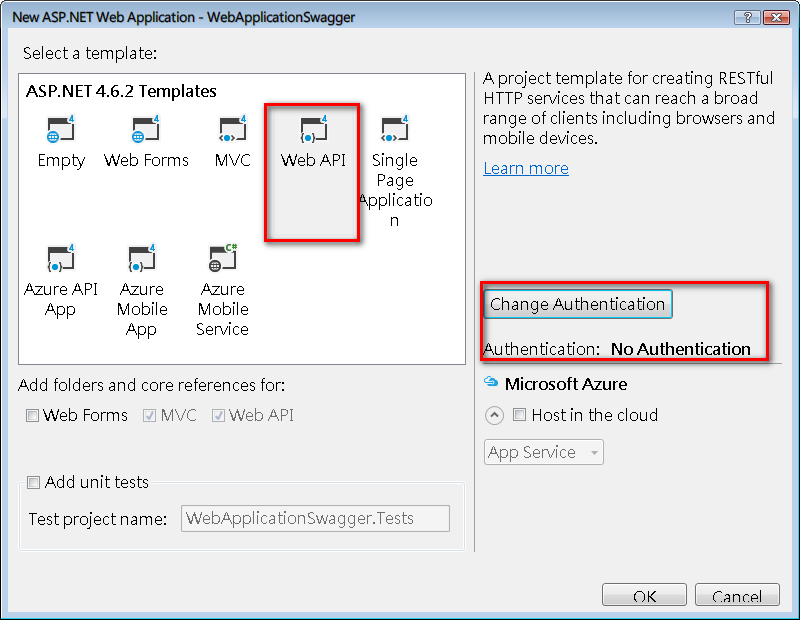 New ASP.NET Web Application - WebApplicationSwagger
?
Select a template:
ASP.NET 4.6.2 Templates
Empty
Web Forms
MVC
Web API
Single
Page
Applicatio
n
Azure API
App
Azure
Mobile
App
Azure
Mobile
Service
A project template for creating RESTful
HTTP services that can reach a broad
range of clients including browsers and
mobile devices.
Learn more
Change Authentication
Authentication: No Authentication
Microsoft Azure
Host in the cloud
App Service
Add folders and core references for:
Web Forms MVC Web API
Add unit tests
Test project name: WebApplicationSwagger.Tests
OK Cancel